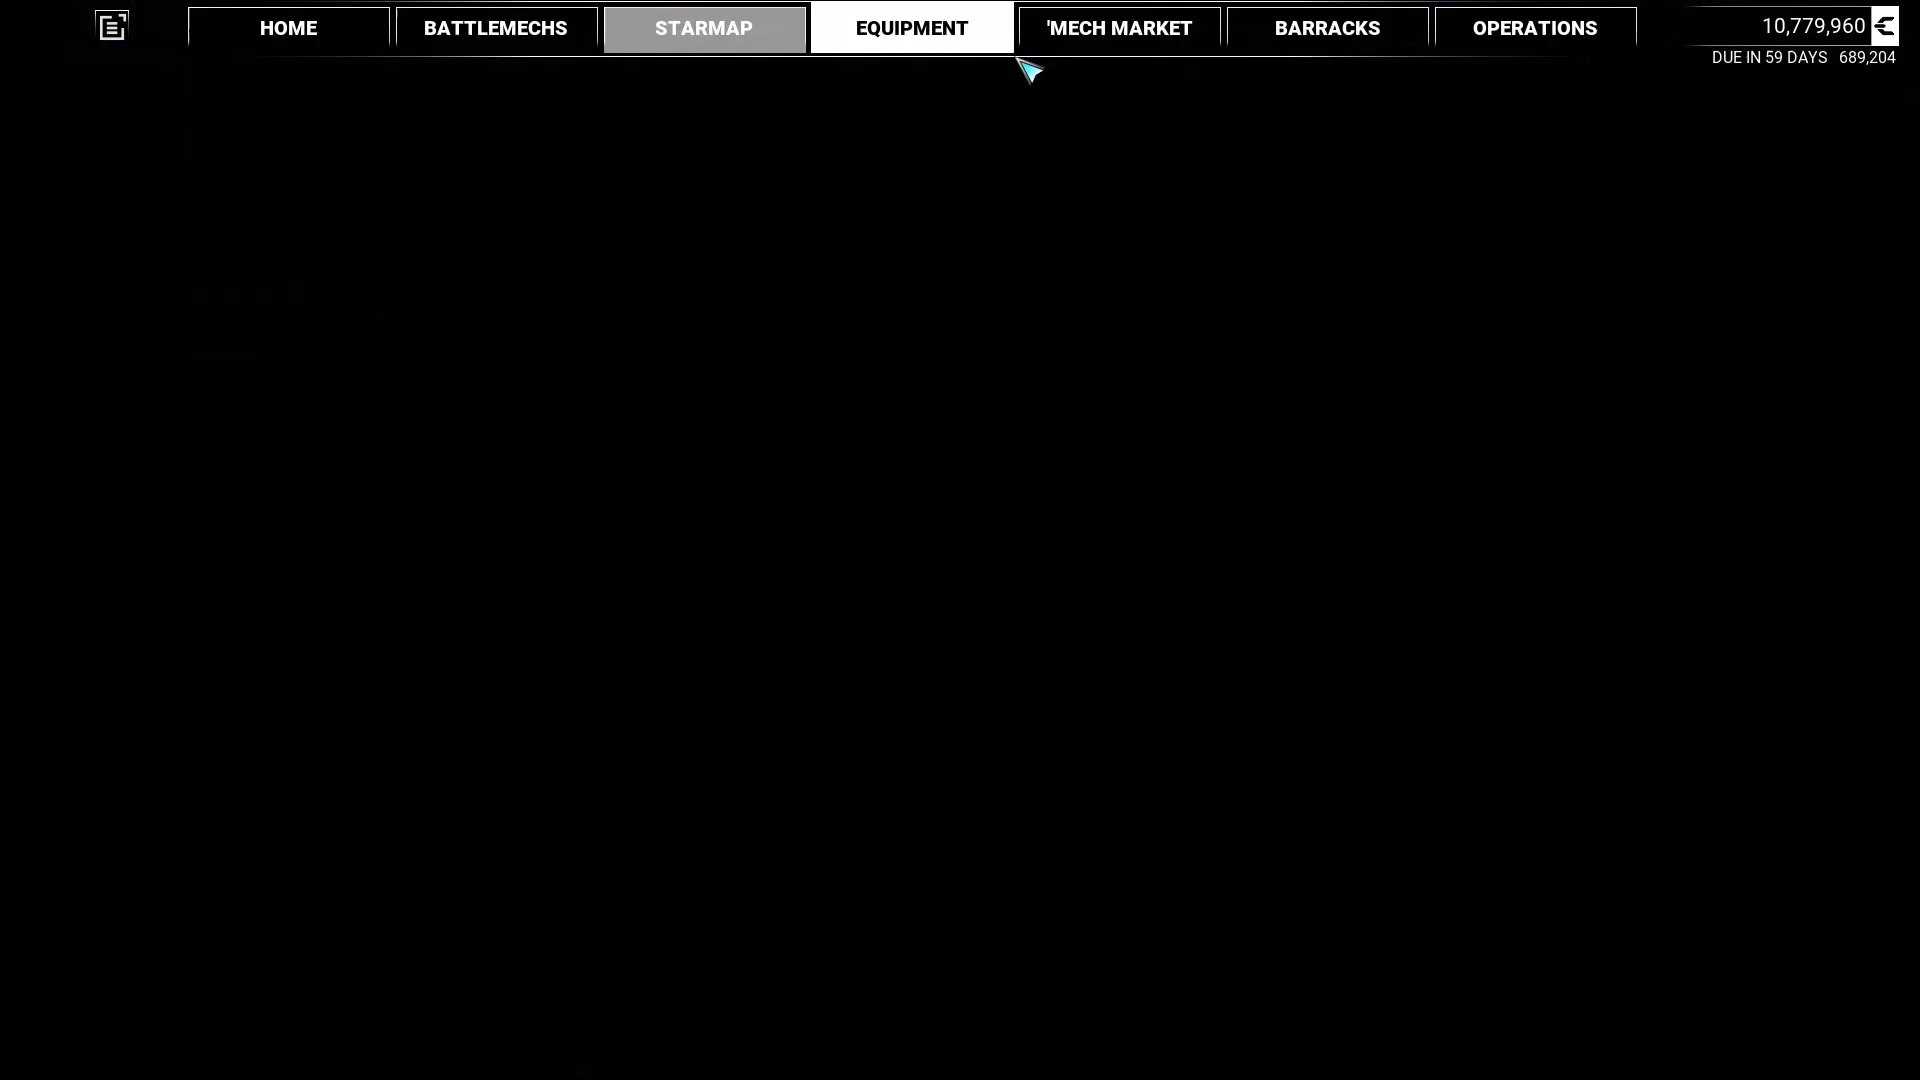 HOME
BATTLEMECHS
STARMAP
EQUIPMENT
'MECH MARKET
BARRACKS
OPERATIONS
10,779,960
DUE IN 59 DAYS 689,204